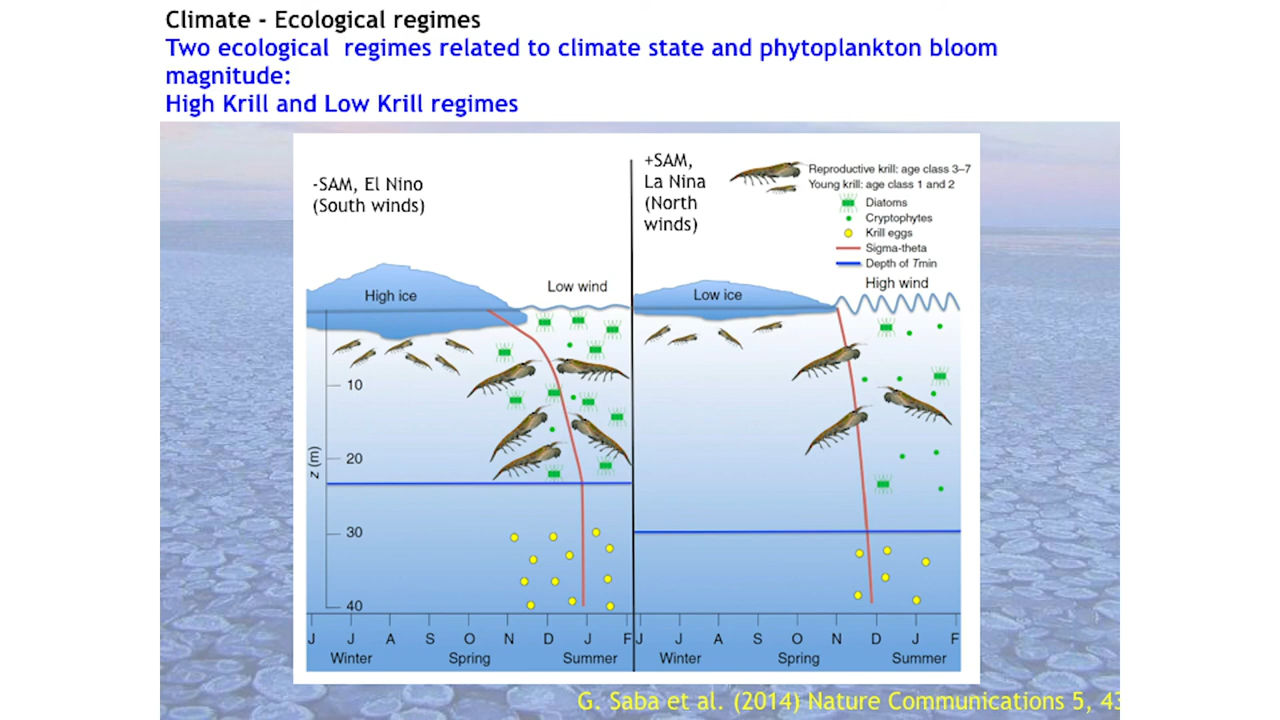 Climate - Ecological regimes
Two ecological regimes related to climate state and phytoplankton bloom
magnitude:
High Krill and Low Krill regimes
-SAM, El Nino
(South winds)
+SAM,
La Nina
(North
winds)
Reproductive krill: age class 3–7
Young krill: age class 1 and 2
Diatoms
Cryptophytes
Krill eggs
Sigma-theta
Depth of Tmin
High ice
Low wind
Low ice
High wind
10
20
30
40
z (m)
J J A S O N D J F
Winter Spring Summer
J J A S O N D J F
Winter Spring Summer
G. Saba et al. (2014) Nature Communications 5, 43